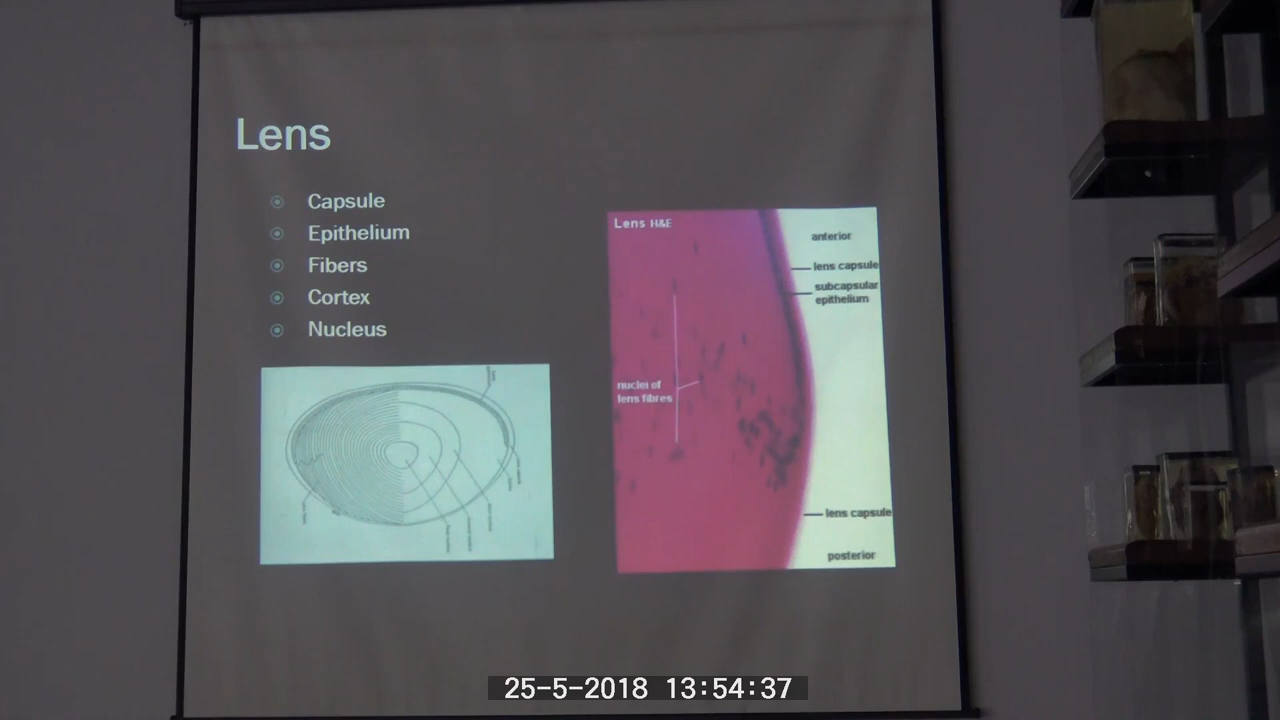 Lens
Capsule
Epithelium
Fibers
Cortex
Nucleus
Lens H&E
anterior
lens capsule
subcapsular
epithelium
nuclei of
lens fibres
lens capsule
posterior
25-5-2018 13:54:37